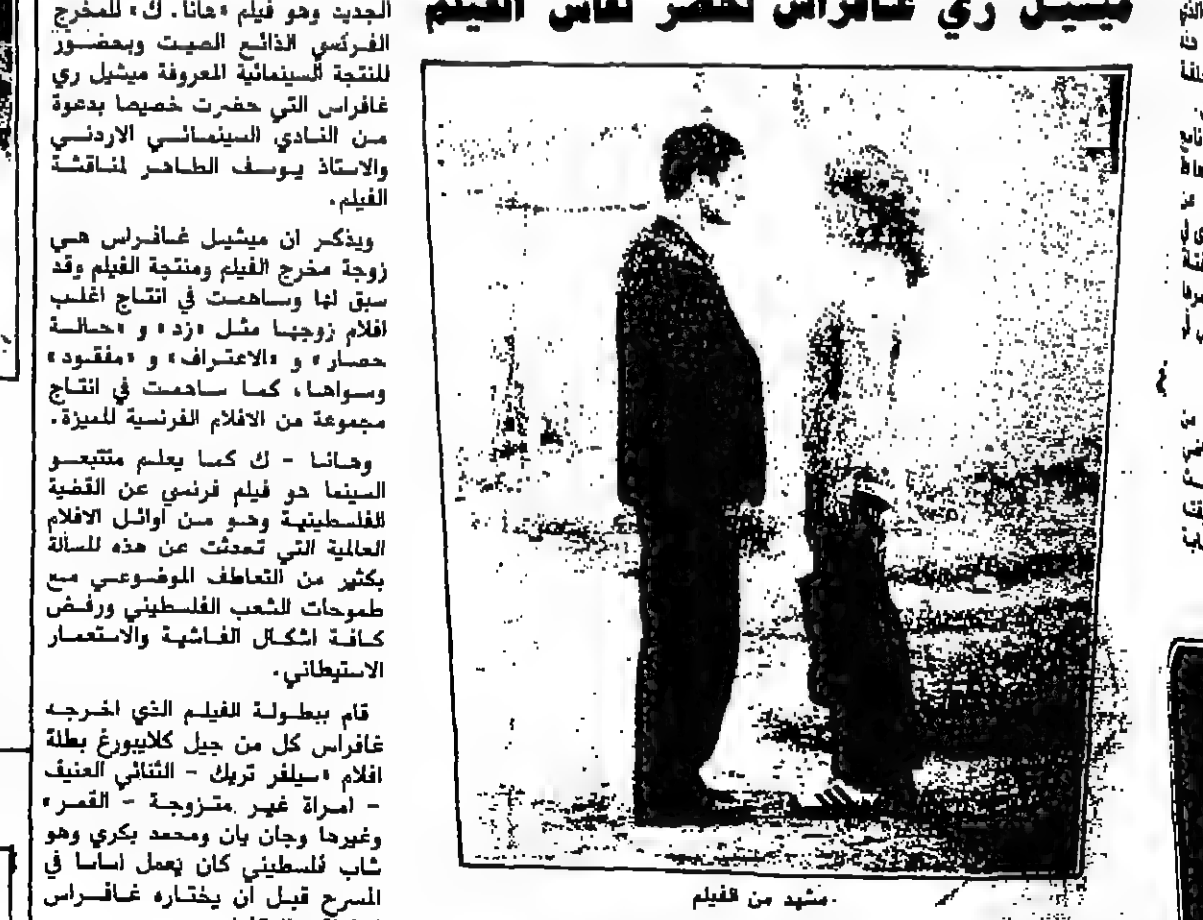 ميشيل ري غافراس تحضر نقاش الفيلم
الجديد وهو فيلم «هانا . ك» للمخرج
الفرنسي الذائع الصيت وبحضور
المنتجة السينمائية المعروفة ميشيل ري
غافراس التي حضرت خصيصا بدعوة
من النادي السينمائي الاردني
والاستاذ يوسف الطاهر لمناقشة
الفيلم .
ويذكر ان ميشيل غافراس هي
زوجة مخرج الفيلم ومنتجة الفيلم وقد
سبق لها وساهمت في انتاج اغلب
افلام زوجها مثل «زد» و «حالة
حصار» و «الاعتراف» و «مفقود»
وسواها، كما ساهمت في انتاج
مجموعة من الافلام الفرنسية المميزة .
وهانا - ك كما يعلم متتبعو
السينما هو فيلم فرنسي عن القضية
الفلسطينية وهو من اوائل الافلام
العالمية التي تحدثت عن هذه المسألة
بكثير من التعاطف الموضوعي مع
طموحات الشعب الفلسطيني ورفض
كافة اشكال الفاشية والاستعمار
الاستيطاني .
قام ببطولة الفيلم الذي اخرجه
غافراس كل من جيل كلايبورغ بطلة
افلام «سيلفر تريك - الثنائي العنيف
- امراة غير متزوجة - القمر»
وغيرها وجان يان ومحمد بكري وهو
شاب فلسطيني كان يعمل اساسا في
المسرح قبل ان يختاره غافراس
مشهد من الفيلم .